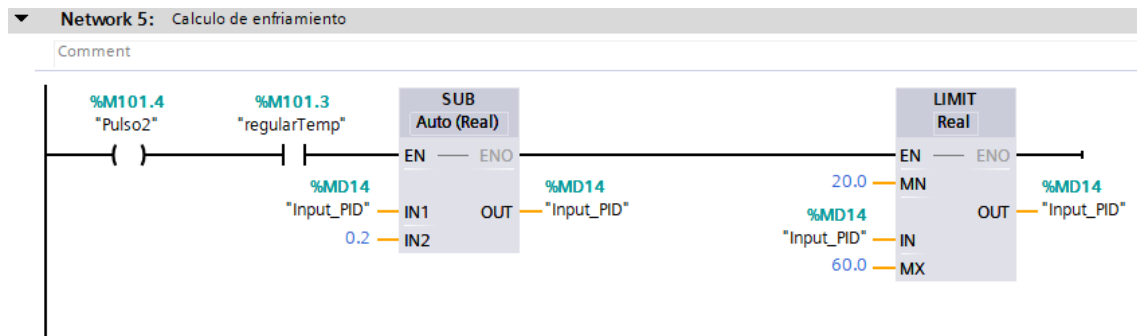 Network 5: Calculo de enfriamiento
Comment
%M101.4
"Pulso2"
%M101.3
"regularTemp"
SUB
Auto (Real)
EN
ENO
%MD14
"Input_PID"
IN1
0.2
IN2
OUT
%MD14
"Input_PID"
LIMIT
Real
EN
ENO
20.0
MN
%MD14
"Input_PID"
IN
60.0
MX
OUT
%MD14
"Input_PID"